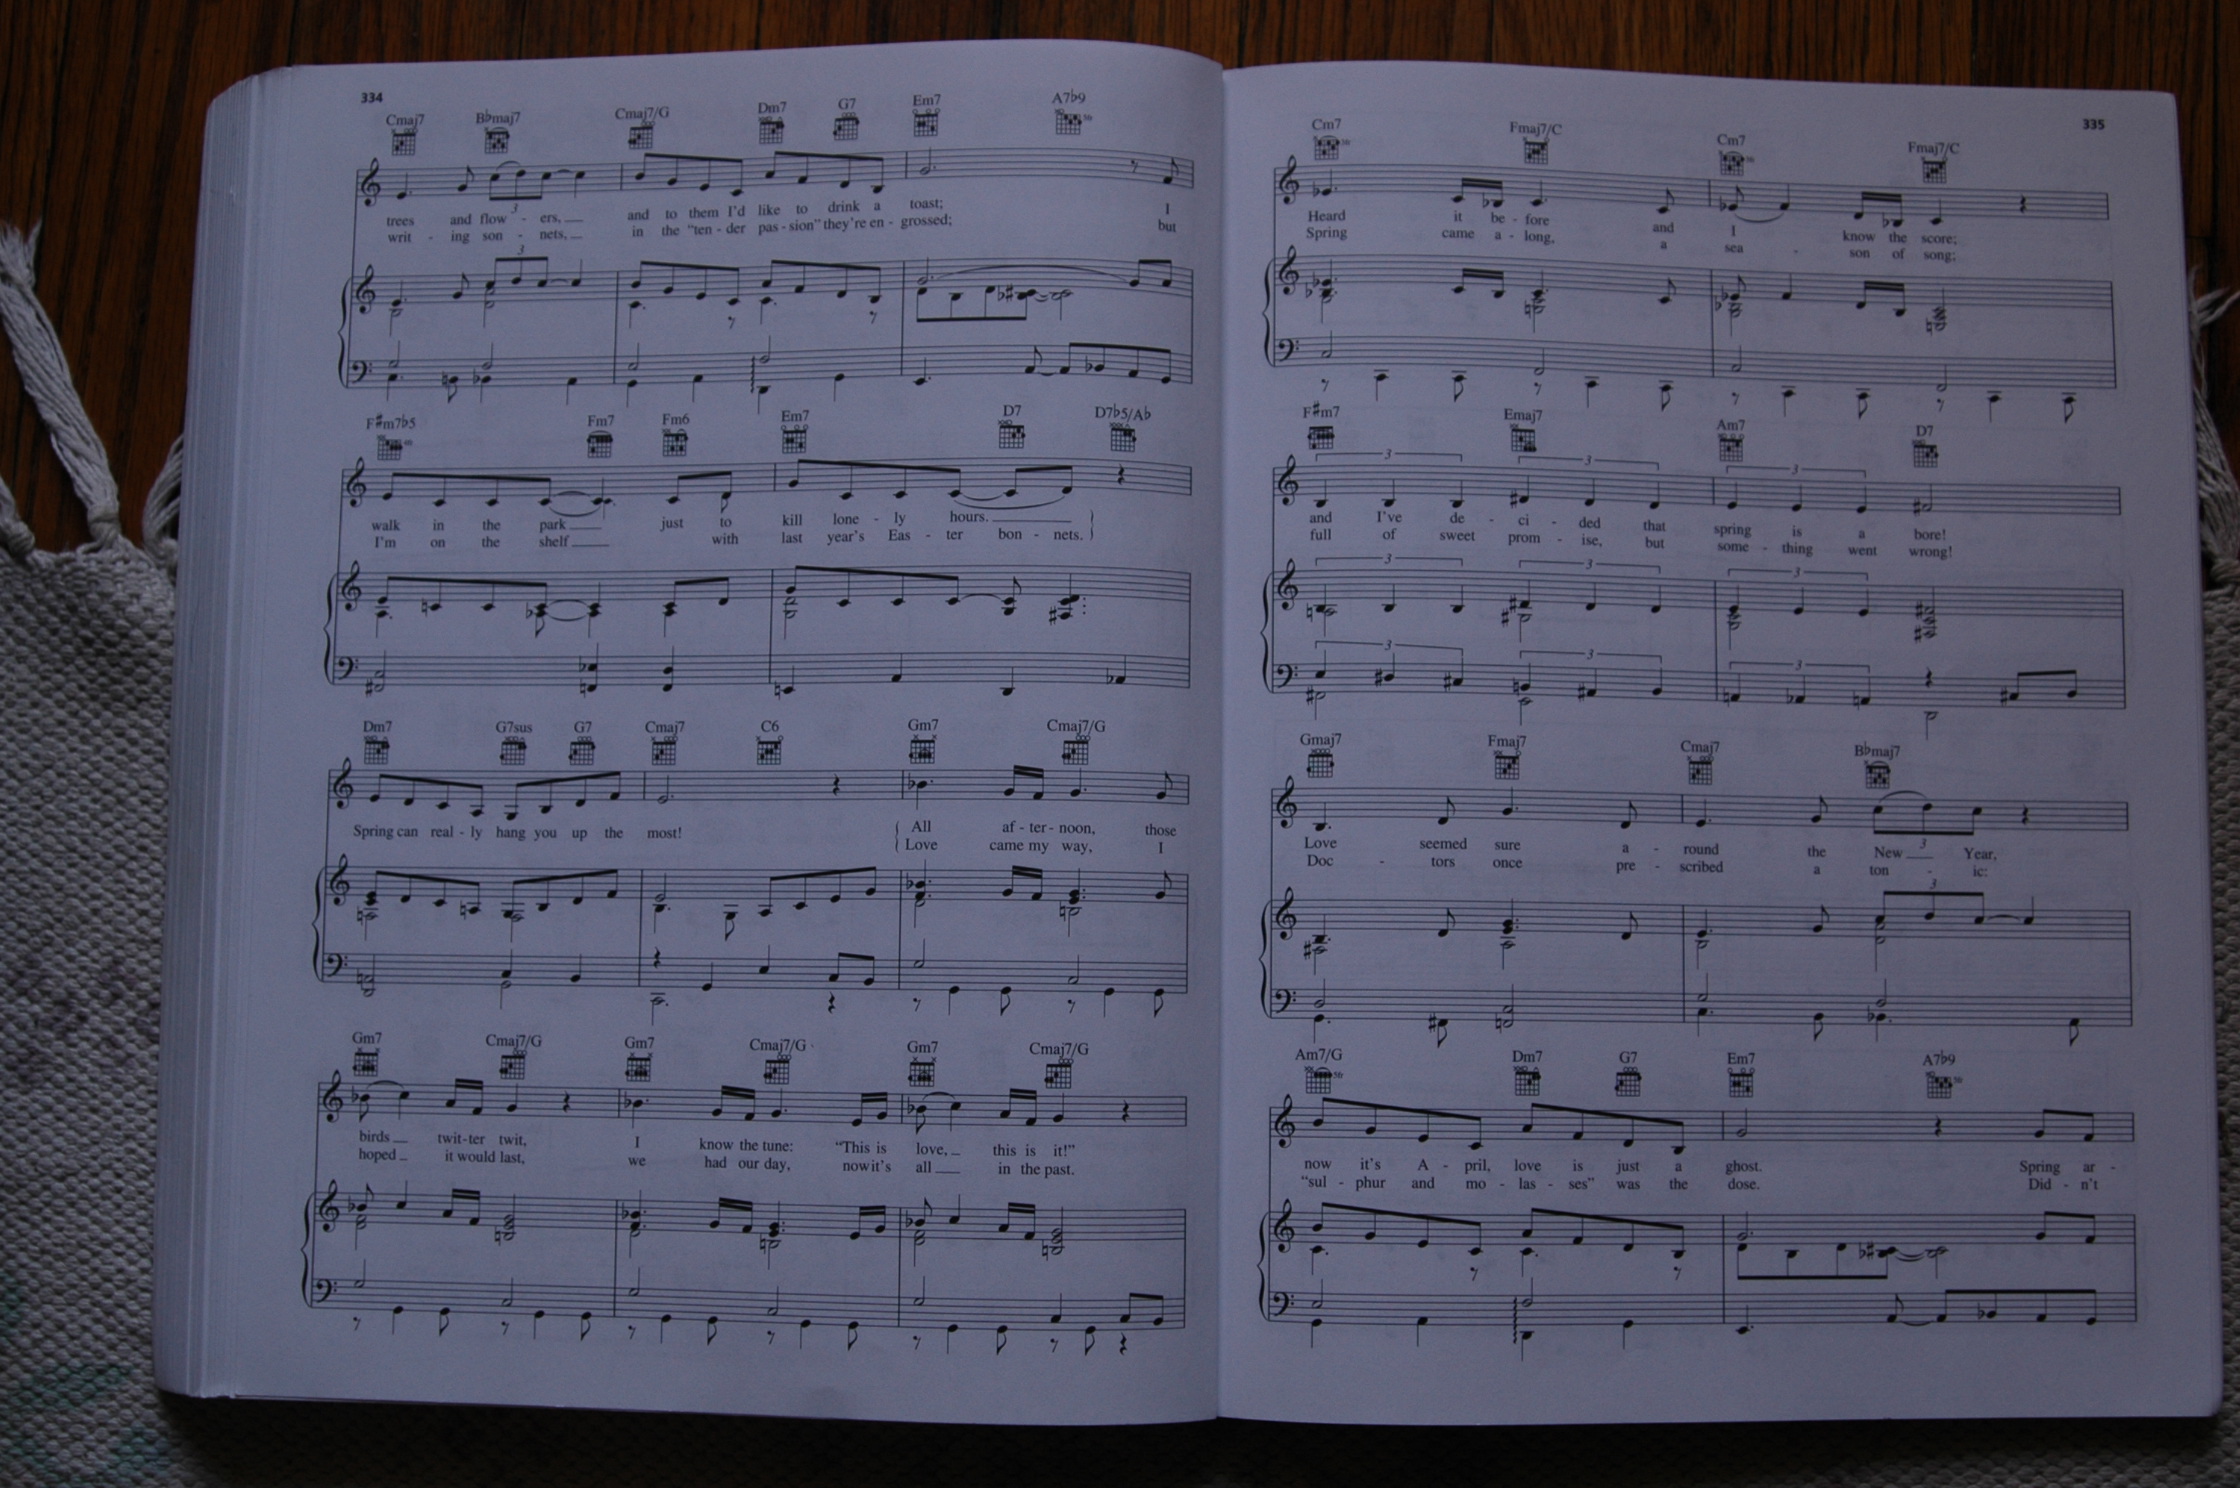 334
Cmaj7 B♭maj7 Cmaj7/G Dm7 G7 Em7 A7♭9
trees and flow - ers, and to them I'd like to drink a toast; I
writ - ing son - nets, in the "ten - der pas - sion" they're en - grossed; but
F#m7♭5 Fm7 Fm6 Em7 D7 D7♭5/A♭
walk in the park just to kill lone - ly hours.
I'm on the shelf with last year's Eas - ter bon - nets.
Dm7 G7sus G7 Cmaj7 C6 Gm7 Cmaj7/G
Spring can real - ly hang you up the most! All af - ter - noon, those
Love came my way, I
Gm7 Cmaj7/G Gm7 Cmaj7/G Gm7 Cmaj7/G
birds twit-ter twit, I know the tune: "This is love, this is it!"
hoped it would last, we had our day, now it's all in the past.
335
Cm7 Fmaj7/C Cm7 Fmaj7/C
Heard it be - fore and I know the score;
Spring came a - long, a sea - son of song;
F#m7 Emaj7 Am7 D7
and I've de - ci - ded that spring is a bore!
full of sweet prom - ise, but some - thing went wrong!
Gmaj7 Fmaj7 Cmaj7 B♭maj7
Love seemed sure a - round the New Year,
Doc - tors once pre - scribed a ton - ic:
Am7/G Dm7 G7 Em7 A7♭9
now it's A - pril, love is just a ghost. Spring ar -
"sul - phur and mo - las - ses" was the dose. Did - n't